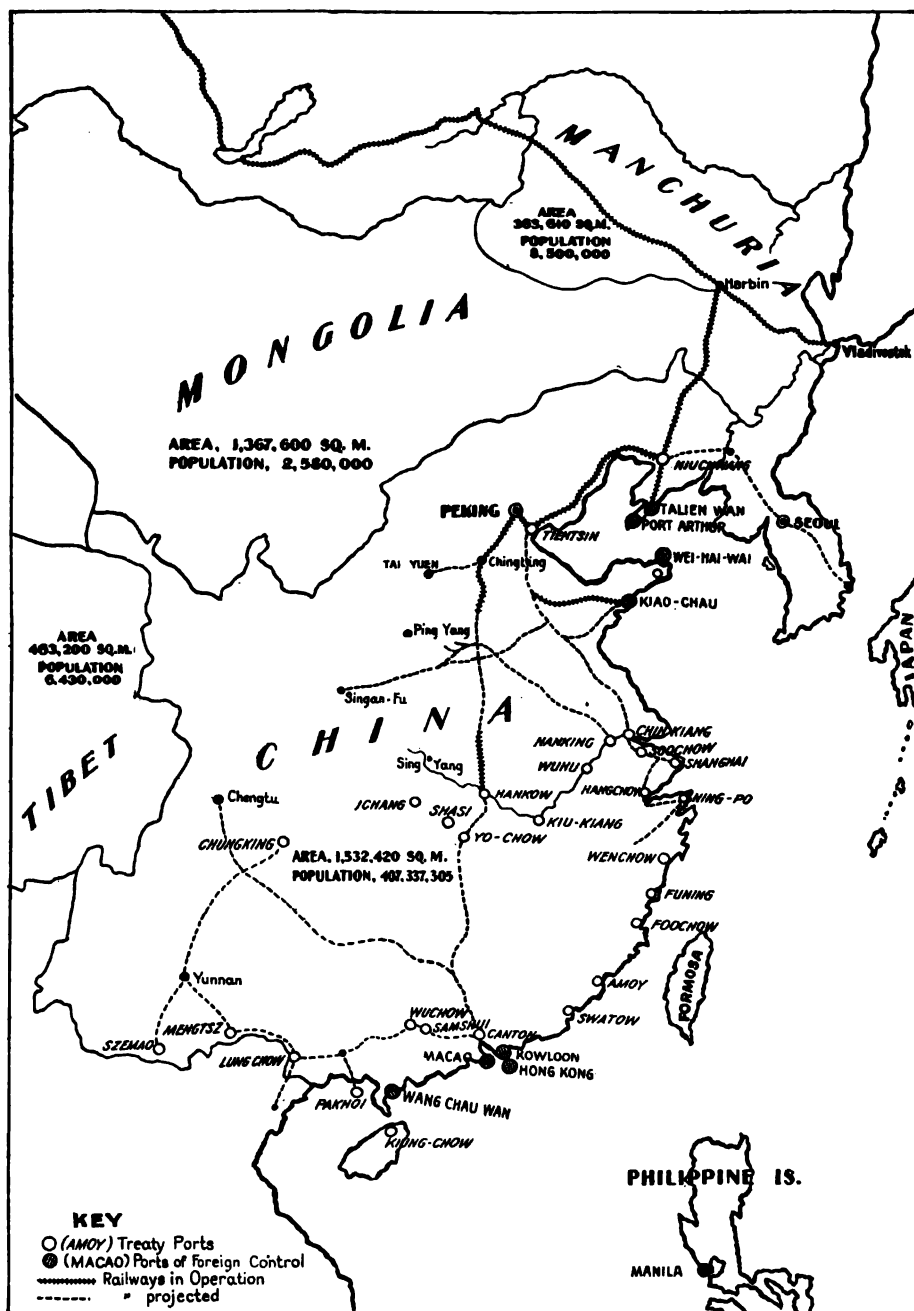 MANCHURIA
AREA
363,610 SQ.M.
POPULATION
8,500,000
Harbin
Vladivostok
MONGOLIA
AREA, 1,367,600 SQ. M.
POPULATION, 2,580,000
NIUCHWANG
PEKING
TALIEN WAN
PORT ARTHUR
SEOUL
TIENTSIN
WEI-HAI-WAI
TAI YUEN
Chingting
KIAO-CHAU
JAPAN
AREA
463,200 SQ.M.
POPULATION
6,430,000
Ping Yang
Singan-Fu
CHINA
TIBET
NANKING
CHINKIANG
SOOCHOW
SHANGHAI
WUHU
Sing Yang
HANKOW
HANGCHOW
NING-PO
Chengtu
ICHANG
SHASI
KIU-KIANG
CHUNGKING
YO-CHOW
AREA, 1,532,420 SQ. M.
POPULATION, 407,337,305
WENCHOW
FUNING
FOOCHOW
FORMOSA
Yunnan
AMOY
SWATOW
WUCHOW
SAMSHUI
CANTON
MENGTSZ
SZEMAO
LUNG CHOW
MACAO
KOWLOON
HONG KONG
PAKHOI
WANG CHAU WAN
KIUNG-CHOW
PHILIPPINE IS.
MANILA
KEY
(AMOY) Treaty Ports
(MACAO) Ports of Foreign Control
Railways in Operation
" projected